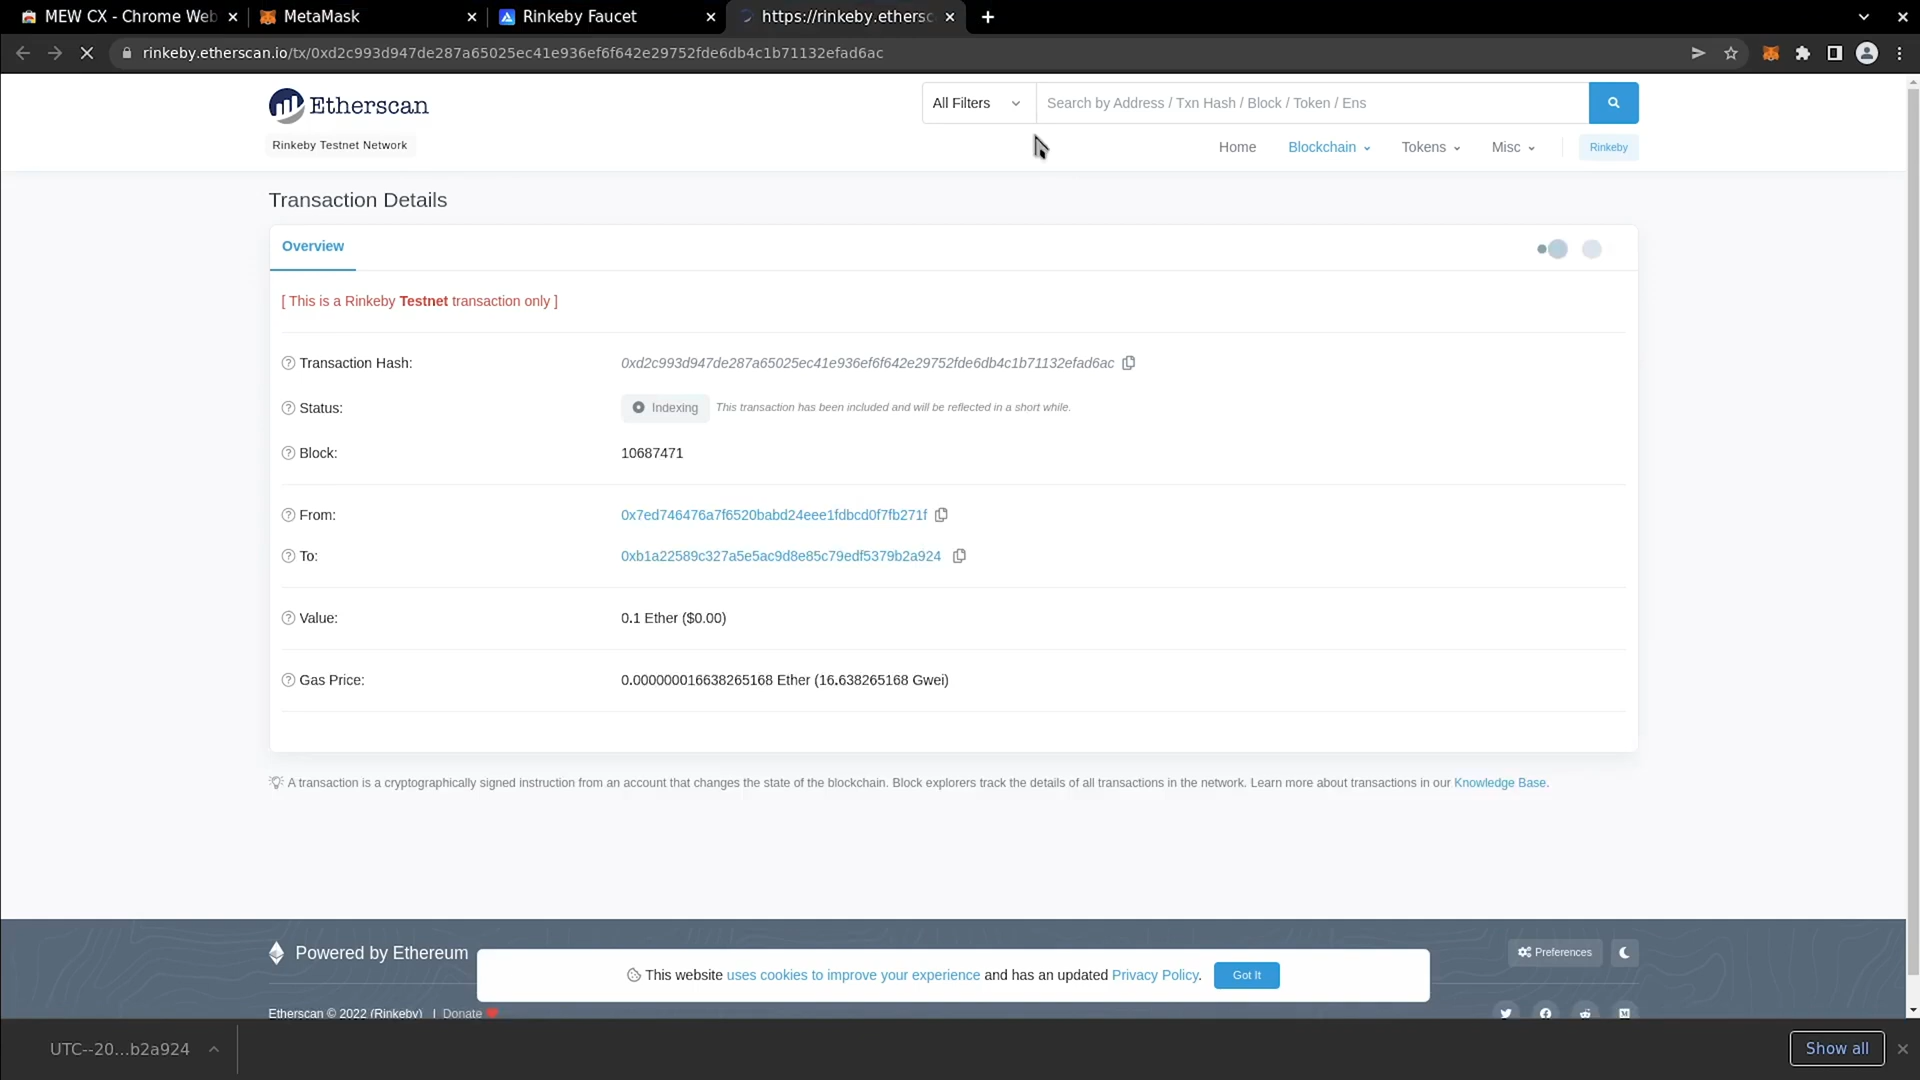 MEW CX - Chrome Web
MetaMask
Rinkeby Faucet
https://rinkeby.ethersc
rinkeby.etherscan.io/tx/0xd2c993d947de287a65025ec41e936ef6f642e29752fde6db4c1b71132efad6ac
Etherscan
All Filters
Search by Address / Txn Hash / Block / Token / Ens
Rinkeby Testnet Network
Home
Blockchain
Tokens
Misc
Rinkeby
Transaction Details
Overview
[ This is a Rinkeby Testnet transaction only ]
Transaction Hash:
0xd2c993d947de287a65025ec41e936ef6f642e29752fde6db4c1b71132efad6ac
Status:
Indexing
This transaction has been included and will be reflected in a short while.
Block:
10687471
From:
0x7ed746476a7f6520babd24eee1fdbcd0f7fb271f
To:
0xb1a22589c327a5e5ac9d8e85c79edf5379b2a924
Value:
0.1 Ether ($0.00)
Gas Price:
0.000000016638265168 Ether (16.638265168 Gwei)
A transaction is a cryptographically signed instruction from an account that changes the state of the blockchain. Block explorers track the details of all transactions in the network. Learn more about transactions in our Knowledge Base.
Powered by Ethereum
Preferences
This website uses cookies to improve your experience and has an updated Privacy Policy.
Got It
Etherscan © 2022 (Rinkeby) | Donate
UTC--20...b2a924
Show all